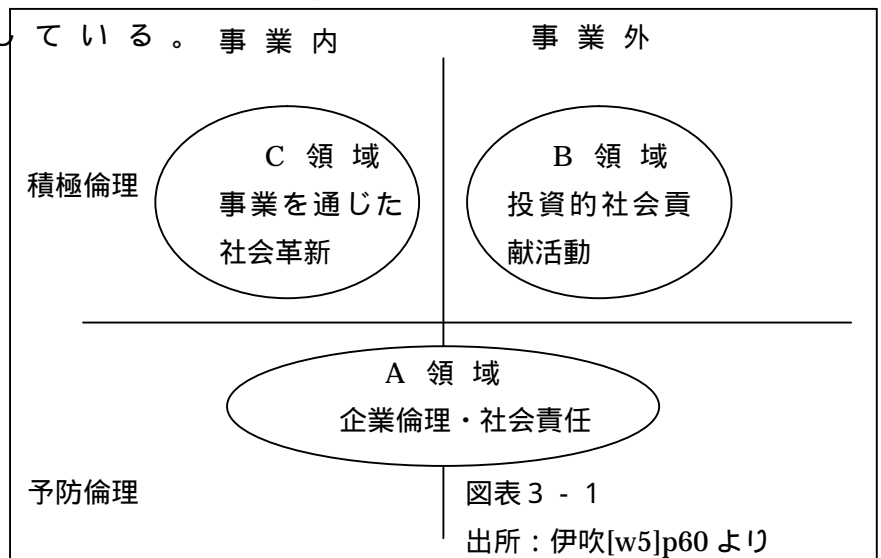 している。
事業内
事業外
C 領域
事業を通じた
社会革新
B 領域
投資的社会貢
献活動
積極倫理
A 領域
企業倫理・社会責任
予防倫理
図表3 - 1
出所：伊吹[w5]p60 より